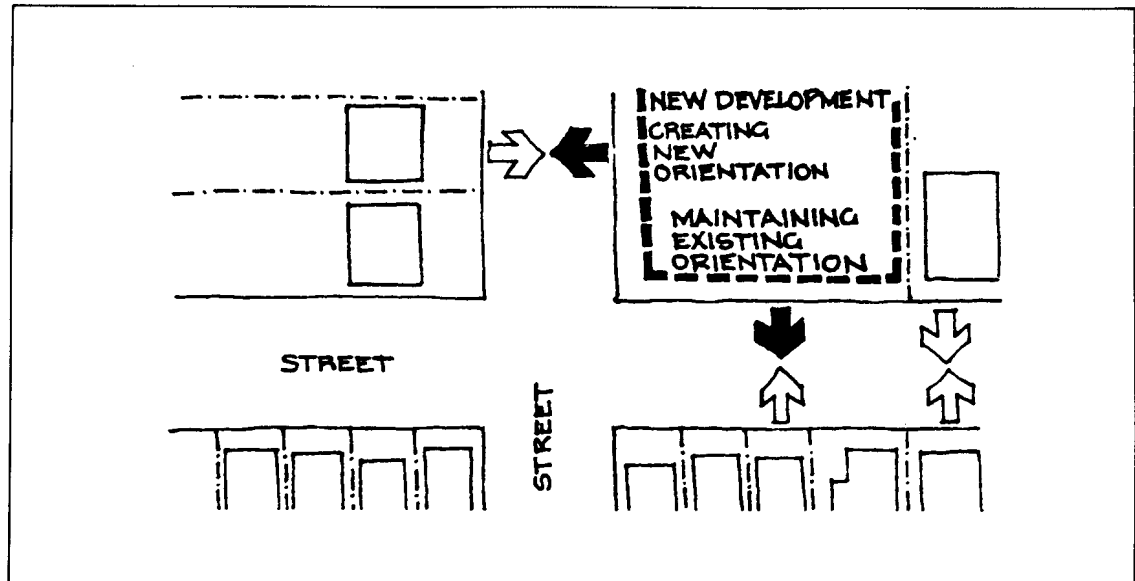 NEW DEVELOPMENT
CREATING
NEW
ORIENTATION
MAINTAINING
EXISTING
ORIENTATION
STREET
STREET